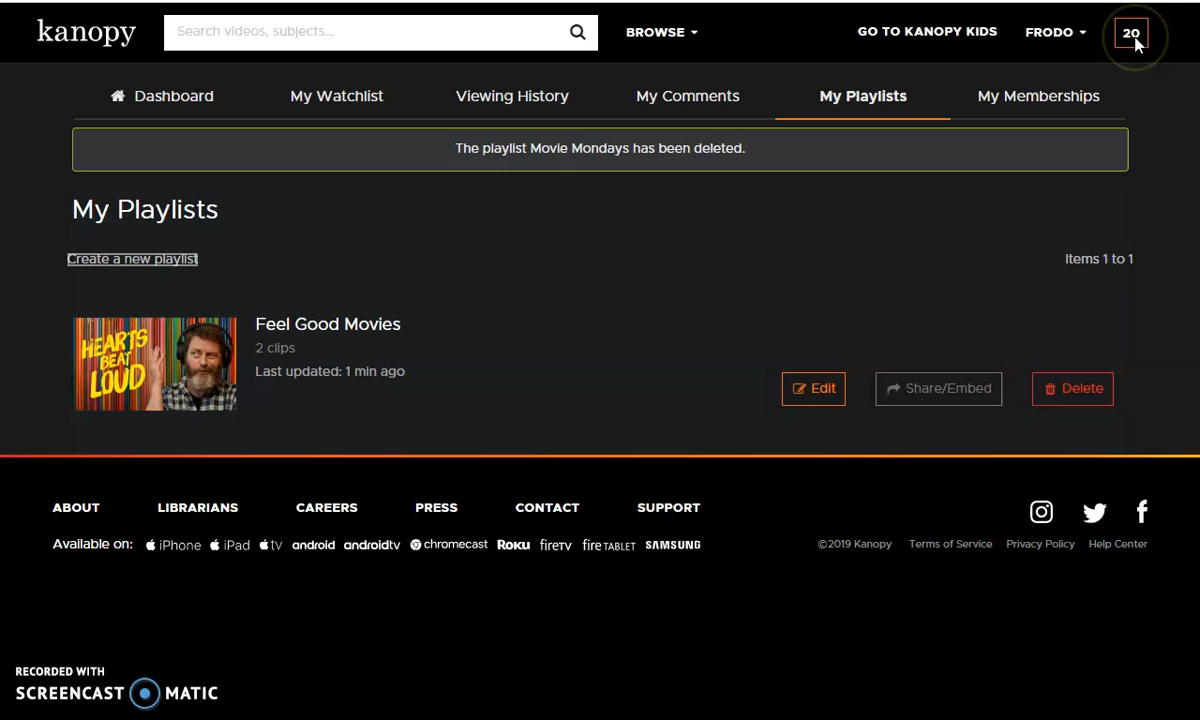 kanopy
Search videos, subjects...
BROWSE
GO TO KANOPY KIDS
FRODO
20
Dashboard
My Watchlist
Viewing History
My Comments
My Playlists
My Memberships
The playlist Movie Mondays has been deleted.
My Playlists
Create a new playlist
Items 1 to 1
HEARTS
BEAT
LOUD
Feel Good Movies
2 clips
Last updated: 1 min ago
Edit
Share/Embed
Delete
ABOUT
LIBRARIANS
CAREERS
PRESS
CONTACT
SUPPORT
Available on: iPhone iPad tv android androidtv chromecast ROKU fireTV fireTABLET SAMSUNG
©2019 Kanopy
Terms of Service
Privacy Policy
Help Center
RECORDED WITH
SCREENCAST MATIC